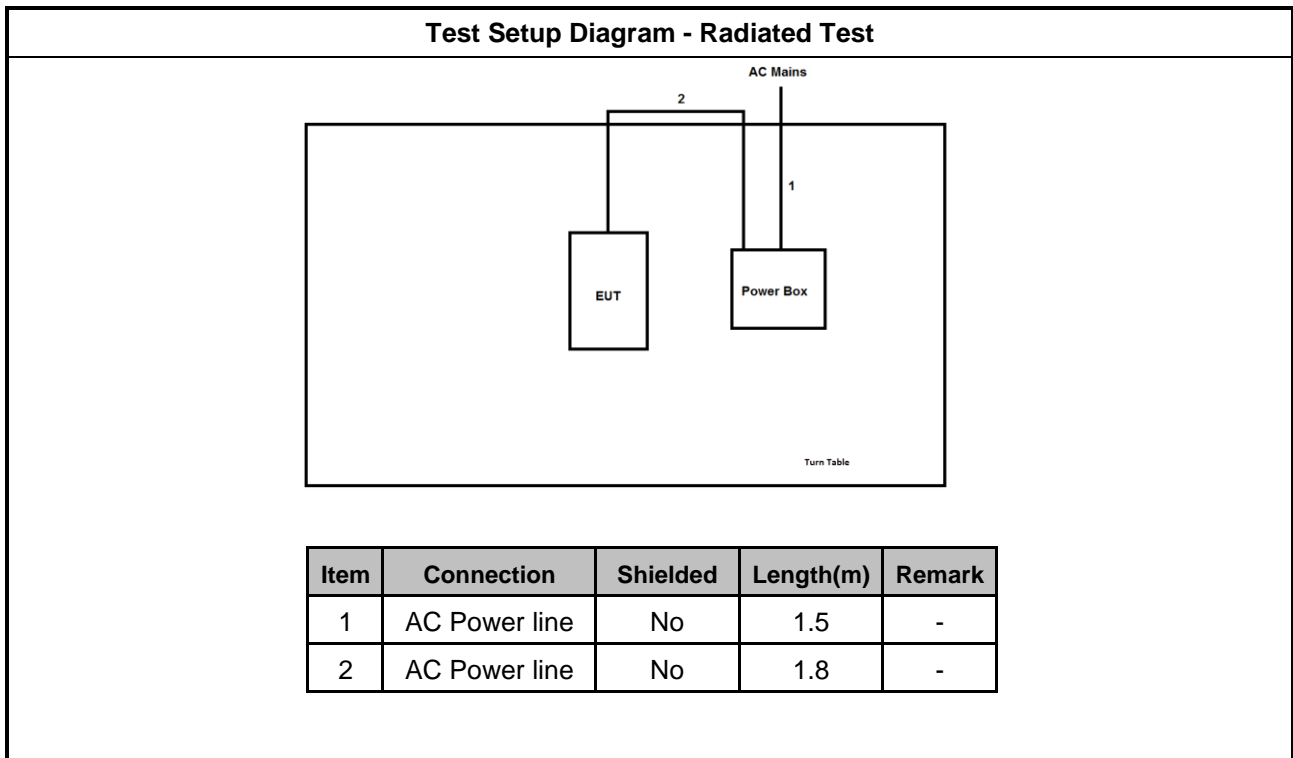 Test Setup Diagram - Radiated Test
AC Mains
2
1
EUT
Power Box
Turn Table
Item Connection Shielded Length(m) Remark
1 AC Power line No 1.5 -
2 AC Power line No 1.8 -